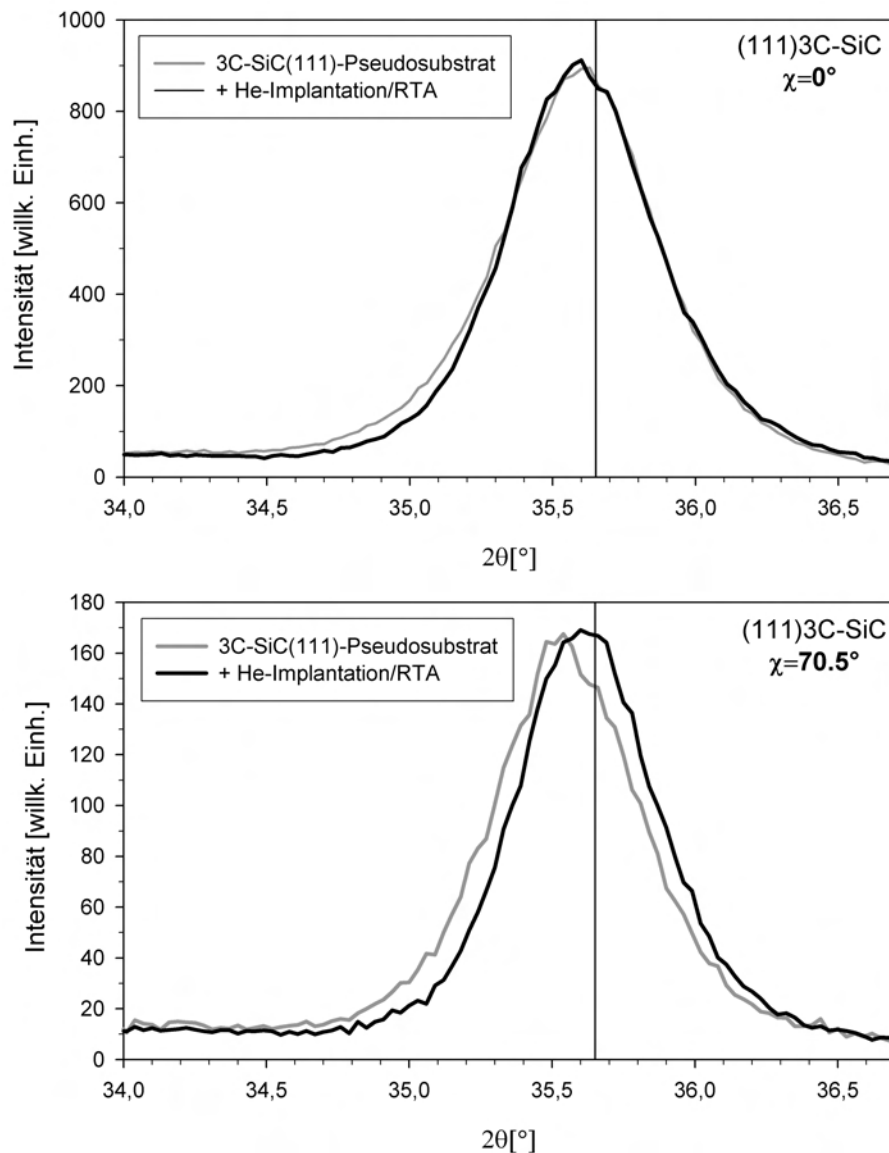 1000
800
600
400
200
0
Intensität [willk. Einh.]
3C-SiC(111)-Pseudosubstrat
+ He-Implantation/RTA
(111)3C-SiC
χ=0°
34,0 34,5 35,0 35,5 36,0 36,5
2θ[°]
180
160
140
120
100
80
60
40
20
0
Intensität [willk. Einh.]
3C-SiC(111)-Pseudosubstrat
+ He-Implantation/RTA
(111)3C-SiC
χ=70.5°
34,0 34,5 35,0 35,5 36,0 36,5
2θ[°]